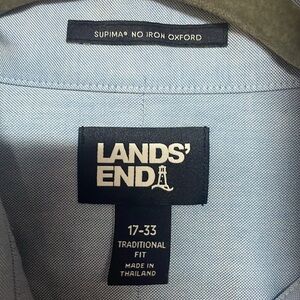 SUPIMA® NO IRON OXFORD
LANDS'
END
17-33
TRADITIONAL
FIT
MADE IN
THAILAND